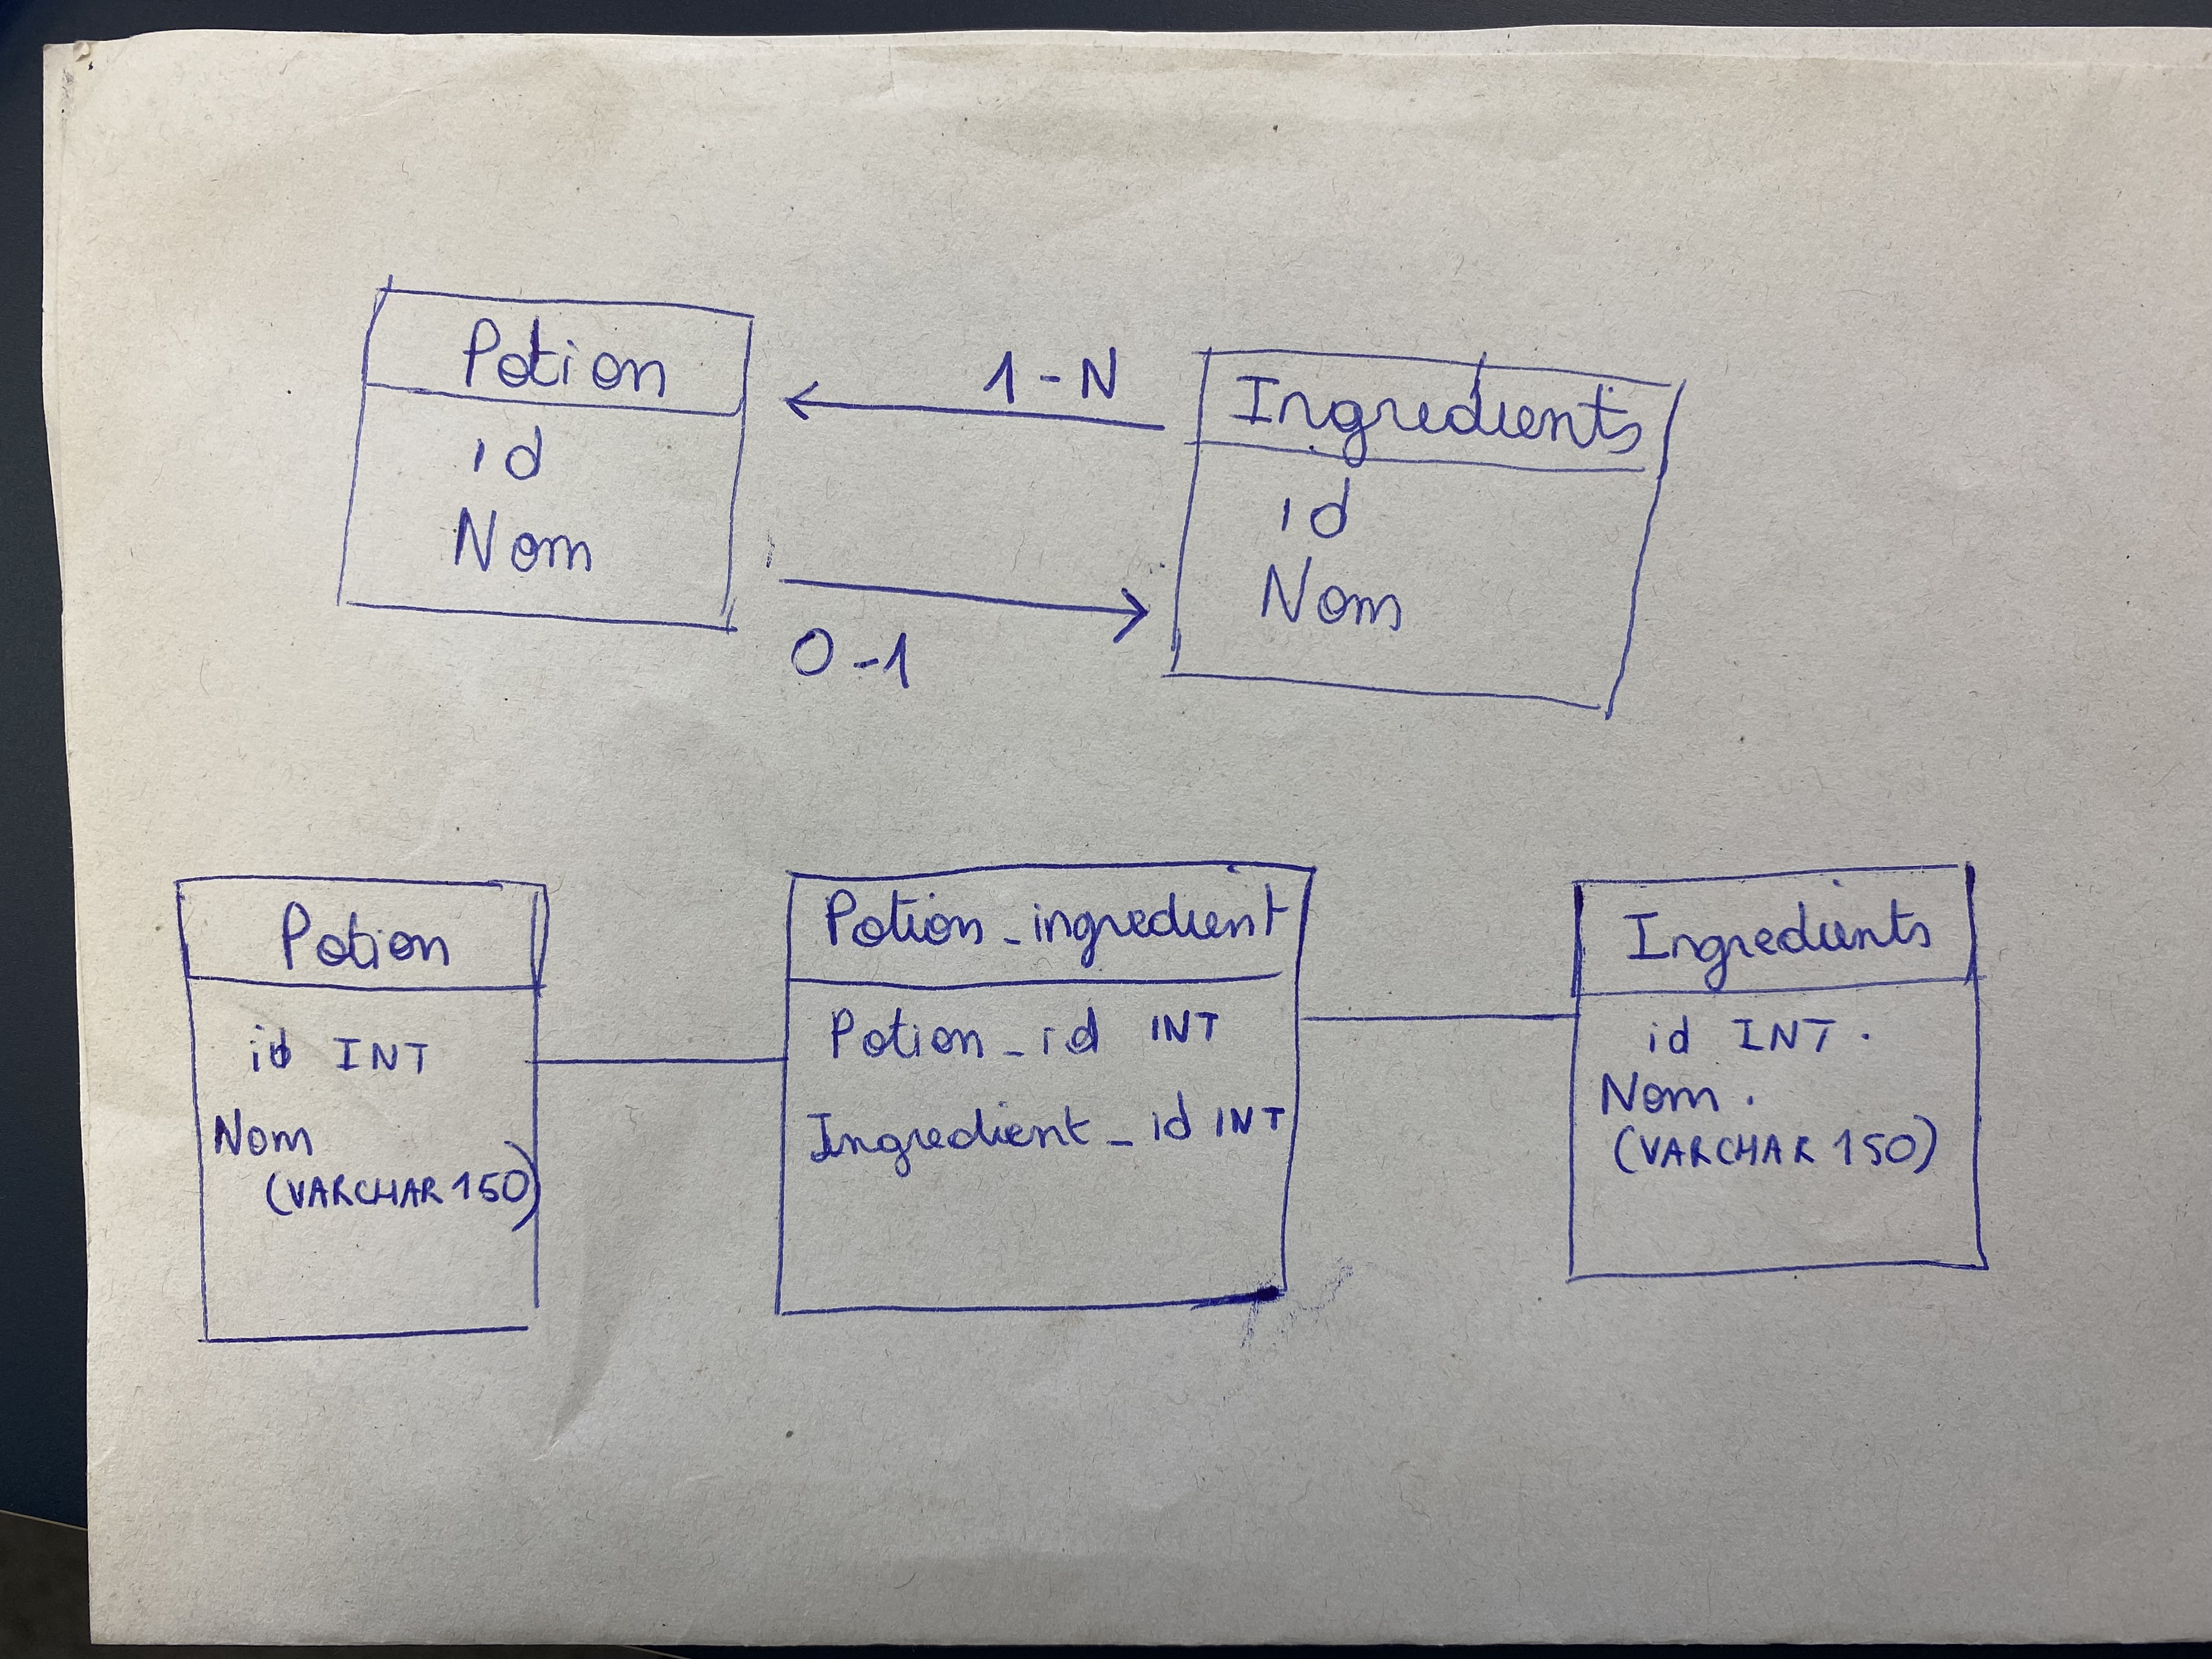 Potion
id
Nom
1-N
0-1
Ingredients
id
Nom
Potion
id INT
Nom
(VARCHAR 150)
Potion_ingredient
Potion_id INT
Ingredient_id INT
Ingredients
id INT.
Nom.
(VARCHAR 150)